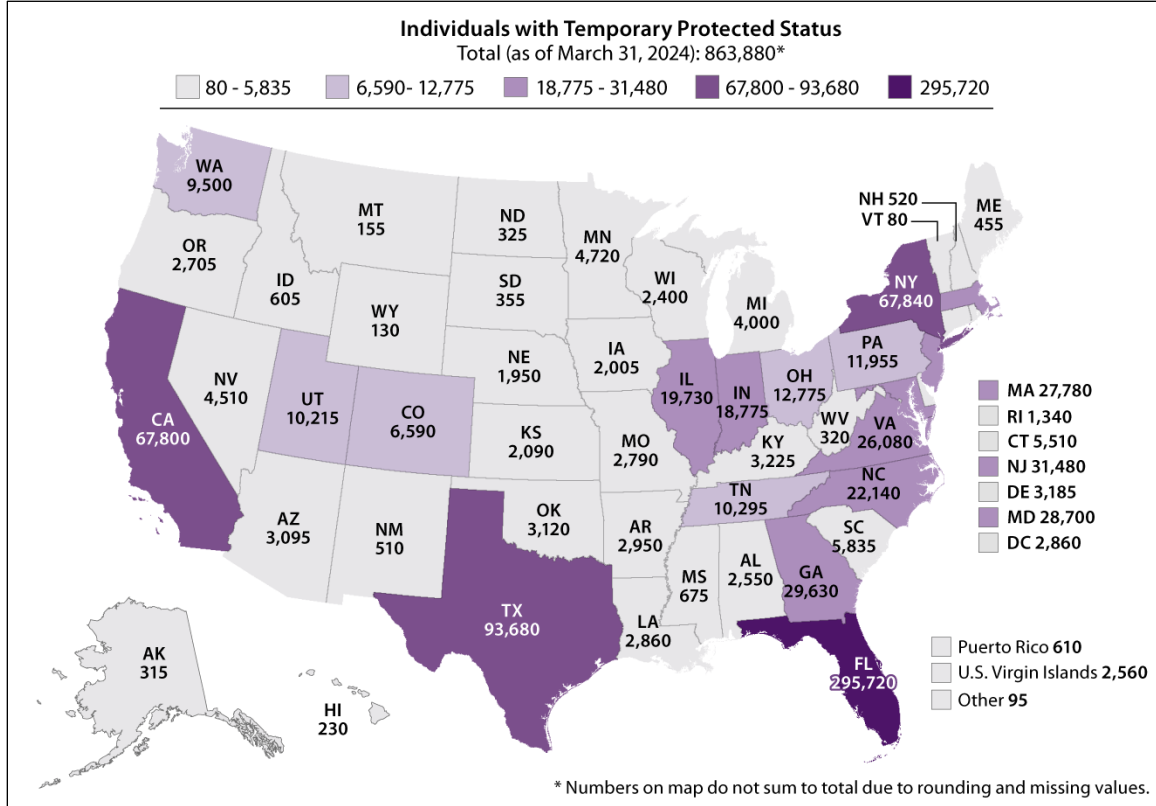 Individuals with Temporary Protected Status
Total (as of March 31, 2024): 863,880*
80 - 5,835
6,590- 12,775
18,775 - 31,480
67,800 - 93,680
295,720
WA
9,500
OR
2,705
CA
67,800
NV
4,510
ID
605
MT
155
WY
130
UT
10,215
CO
6,590
AZ
3,095
NM
510
ND
325
SD
355
NE
1,950
KS
2,090
OK
3,120
TX
93,680
MN
4,720
IA
2,005
MO
2,790
AR
2,950
LA
2,860
WI
2,400
IL
19,730
MI
4,000
IN
18,775
OH
12,775
KY
3,225
TN
10,295
MS
675
AL
2,550
GA
29,630
FL
295,720
SC
5,835
NC
22,140
VA
26,080
WV
320
PA
11,955
NY
67,840
NH 520
VT 80
ME
455
MA 27,780
RI 1,340
CT 5,510
NJ 31,480
DE 3,185
MD 28,700
DC 2,860
AK
315
HI
230
Puerto Rico 610
U.S. Virgin Islands 2,560
Other 95
* Numbers on map do not sum to total due to rounding and missing values.